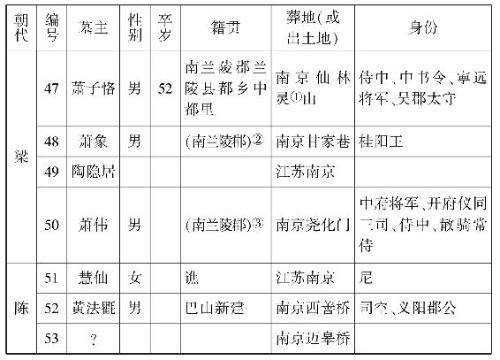 朝代 编号 墓主 性别 卒岁 籍贯 葬地(或出土地) 身份
梁 47 萧子恪 男 52 南兰陵郡兰陵县都乡中都里 南京仙林灵①山 侍中、中书令、宁远将军、吴郡太守
48 萧象 男 (南兰陵郡)② 南京甘家巷 桂阳王
49 陶隐居 江苏南京
50 萧伟 男 (南兰陵郡)③ 南京尧化门 中府将军、开府仪同三司、侍中、散骑常侍
陈 51 慧仙 女 谯 江苏南京 尼
52 黄法氍 男 巴山新建 南京西善桥 司空、义阳郡公
53 ? 南京迈皋桥